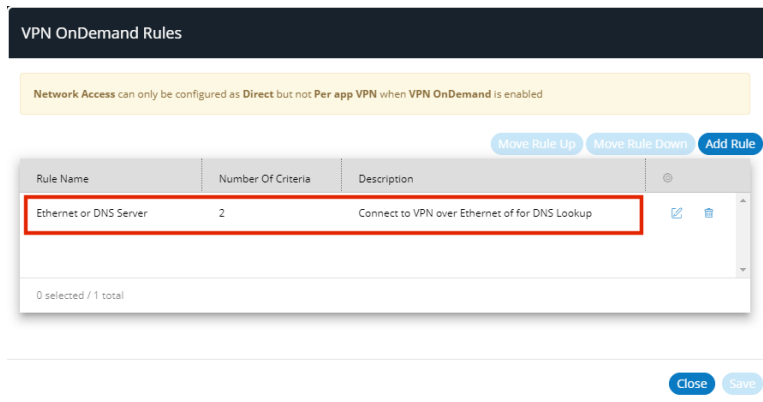 VPN OnDemand Rules
Network Access can only be configured as Direct but not Per app VPN when VPN OnDemand is enabled
Move Rule Up Move Rule Down Add Rule
Rule Name Number Of Criteria Description
Ethernet or DNS Server 2 Connect to VPN over Ethernet of for DNS Lookup
0 selected / 1 total
Close Save